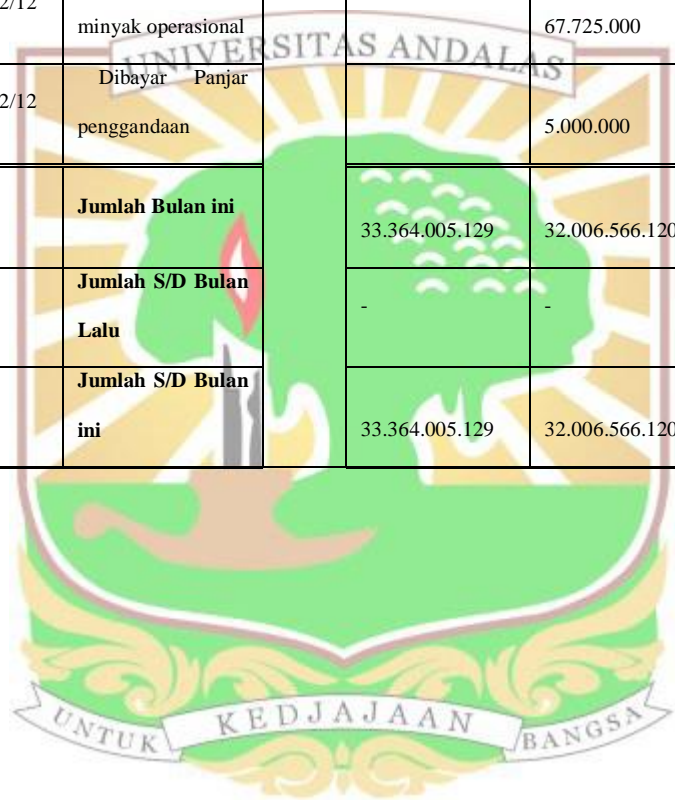 2/12
minyak operasional 67.725.000
UNIVERSITAS ANDALAS
Dibayar Panjar
2/12
penggandaan 5.000.000
Jumlah Bulan ini
33.364.005.129 32.006.566.120
Jumlah S/D Bulan
- -
Lalu
Jumlah S/D Bulan
ini 33.364.005.129 32.006.566.120
UNTUK KEDJAJAAN BANGSA